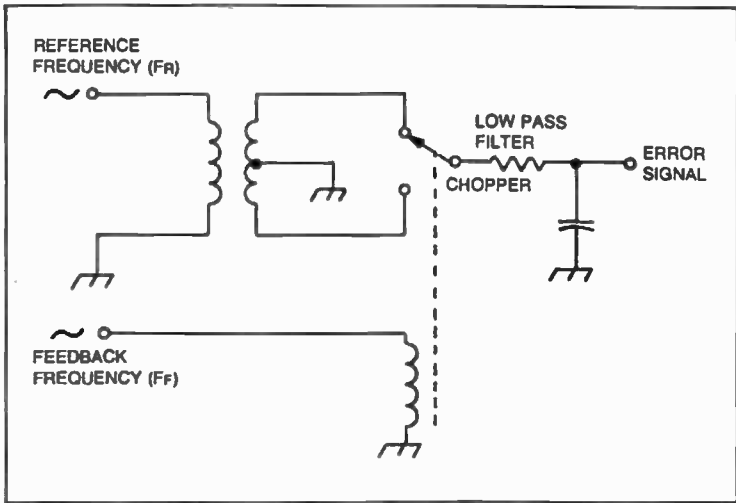 REFERENCE
FREQUENCY (FR)
LOW PASS
FILTER
ERROR
SIGNAL
CHOPPER
FEEDBACK
FREQUENCY (FF)